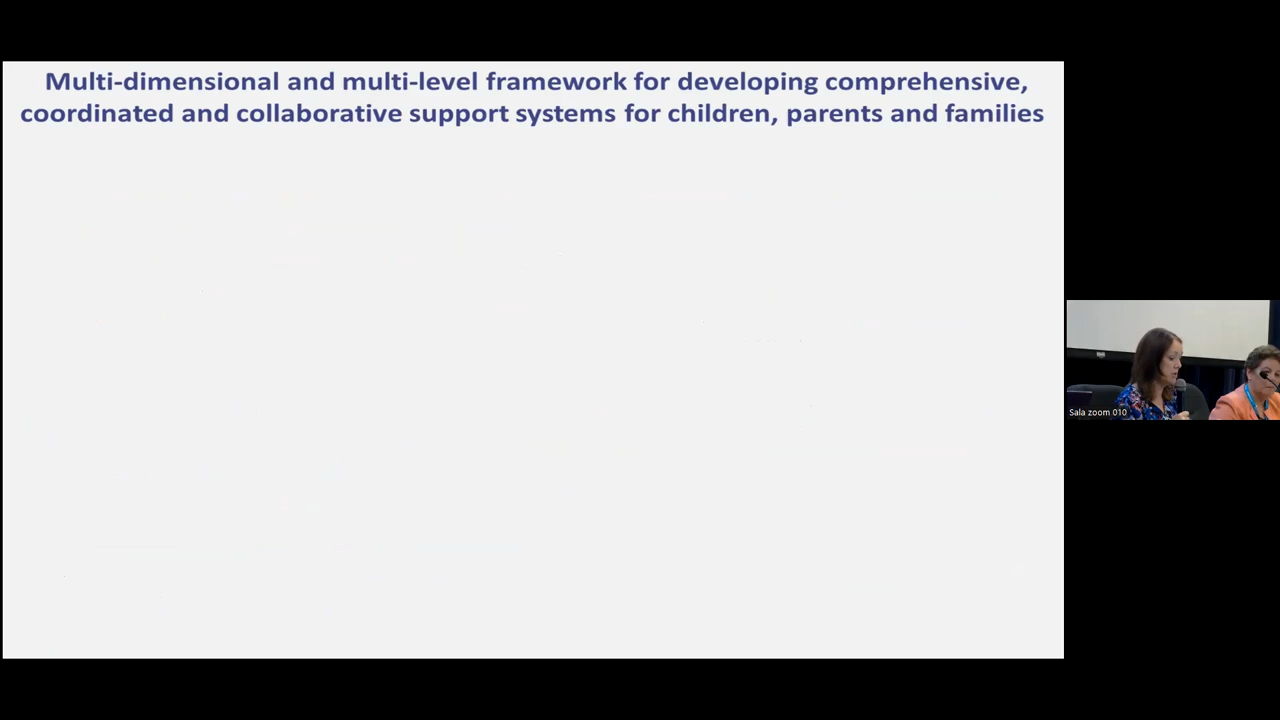 Multi-dimensional and multi-level framework for developing comprehensive,
coordinated and collaborative support systems for children, parents and families
Sala zoom 010